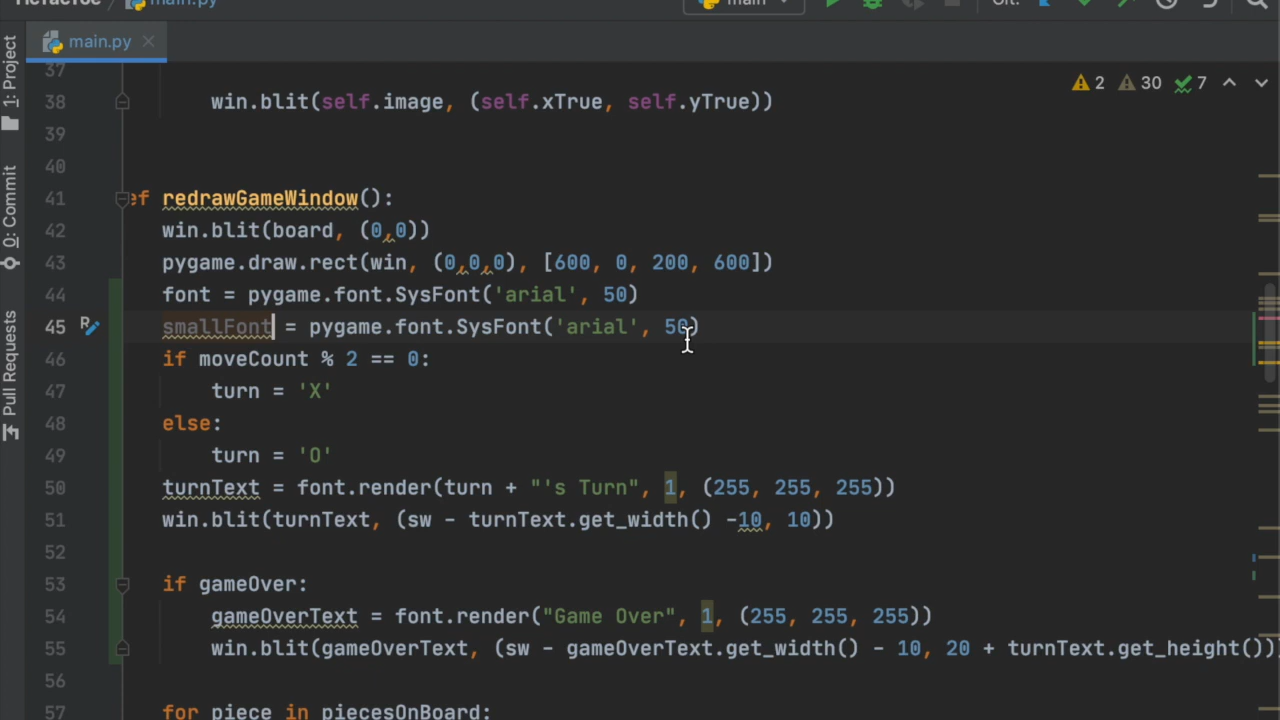 main.py
main
Git:
main.py
1: Project
0: Commit
Pull Requests
2 30 7
37
38 win.blit(self.image, (self.xTrue, self.yTrue))
39
40
41 ef redrawGameWindow():
42 win.blit(board, (0,0))
43 pygame.draw.rect(win, (0,0,0), [600, 0, 200, 600])
44 font = pygame.font.SysFont('arial', 50)
45 smallFont = pygame.font.SysFont('arial', 50)
46 if moveCount % 2 == 0:
47 turn = 'X'
48 else:
49 turn = 'O'
50 turnText = font.render(turn + "'s Turn", 1, (255, 255, 255))
51 win.blit(turnText, (sw - turnText.get_width() -10, 10))
52
53 if gameOver:
54 gameOverText = font.render("Game Over", 1, (255, 255, 255))
55 win.blit(gameOverText, (sw - gameOverText.get_width() - 10, 20 + turnText.get_height())
56
57 for piece in piecesOnBoard: